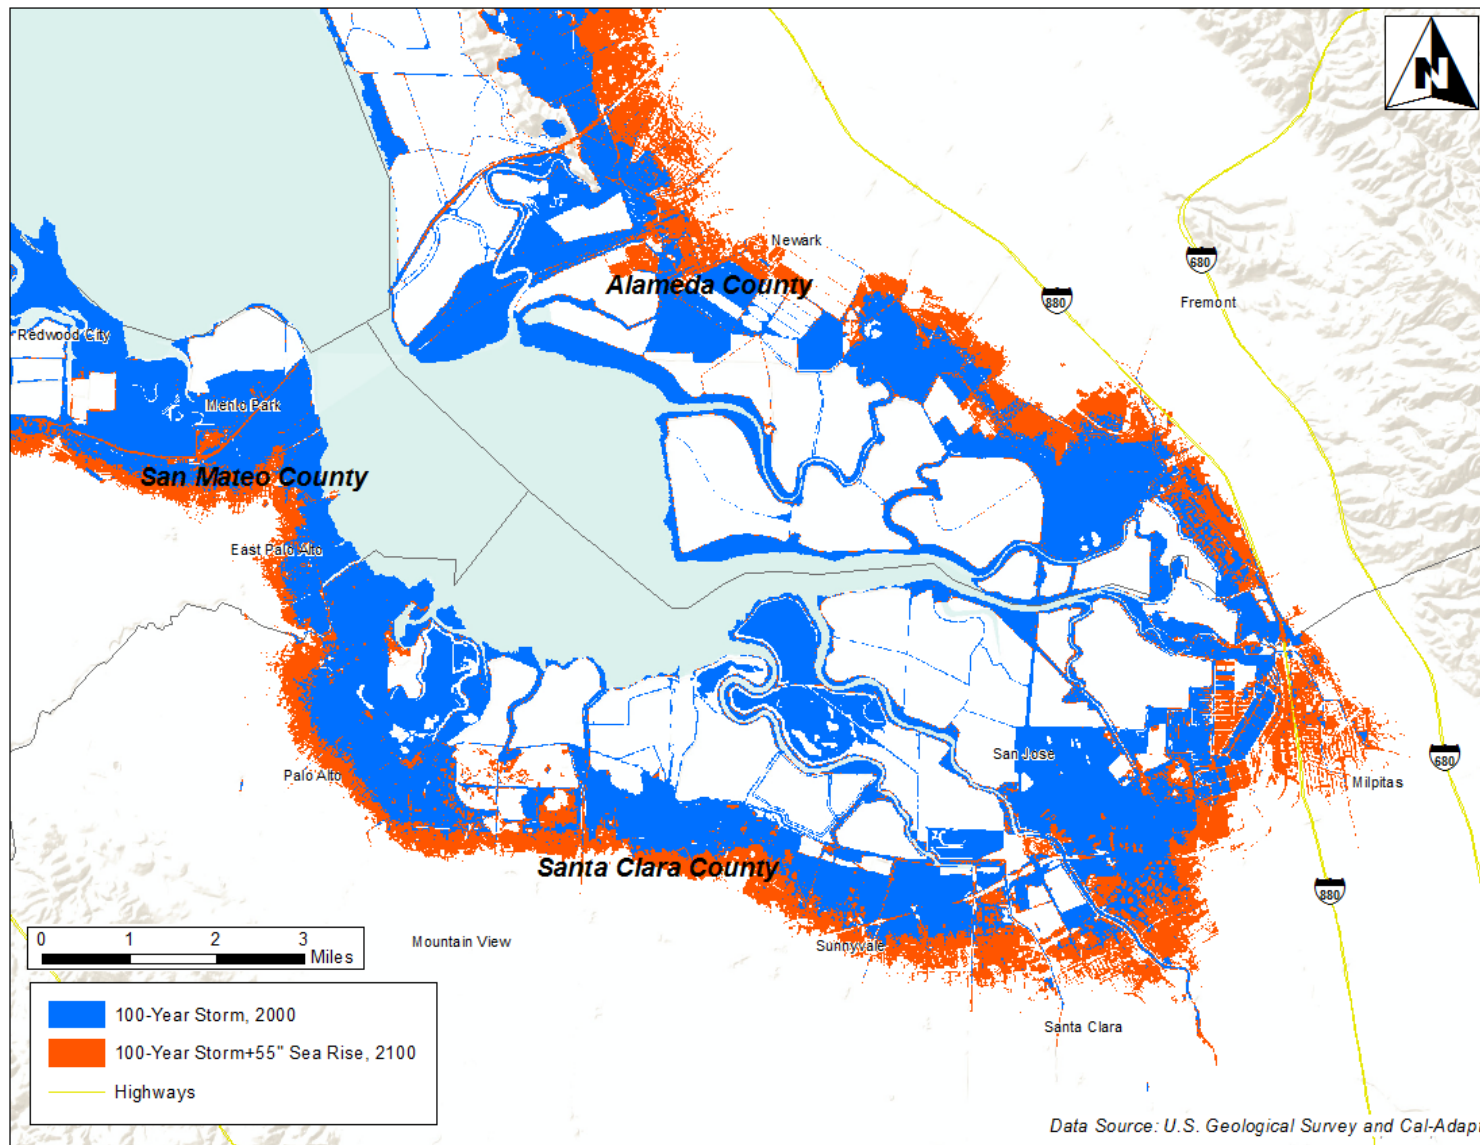 N
Newark
680
Alameda County
880
Fremont
Redwood City
Menlo Park
San Mateo County
East Palo Alto
San Jose
680
Palo Alto
Milpitas
Santa Clara County
880
0 1 2 3
Miles
Mountain View
Sunnyvale
100-Year Storm, 2000
Santa Clara
100-Year Storm+55" Sea Rise, 2100
Highways
Data Source: U.S. Geological Survey and Cal-Adapt